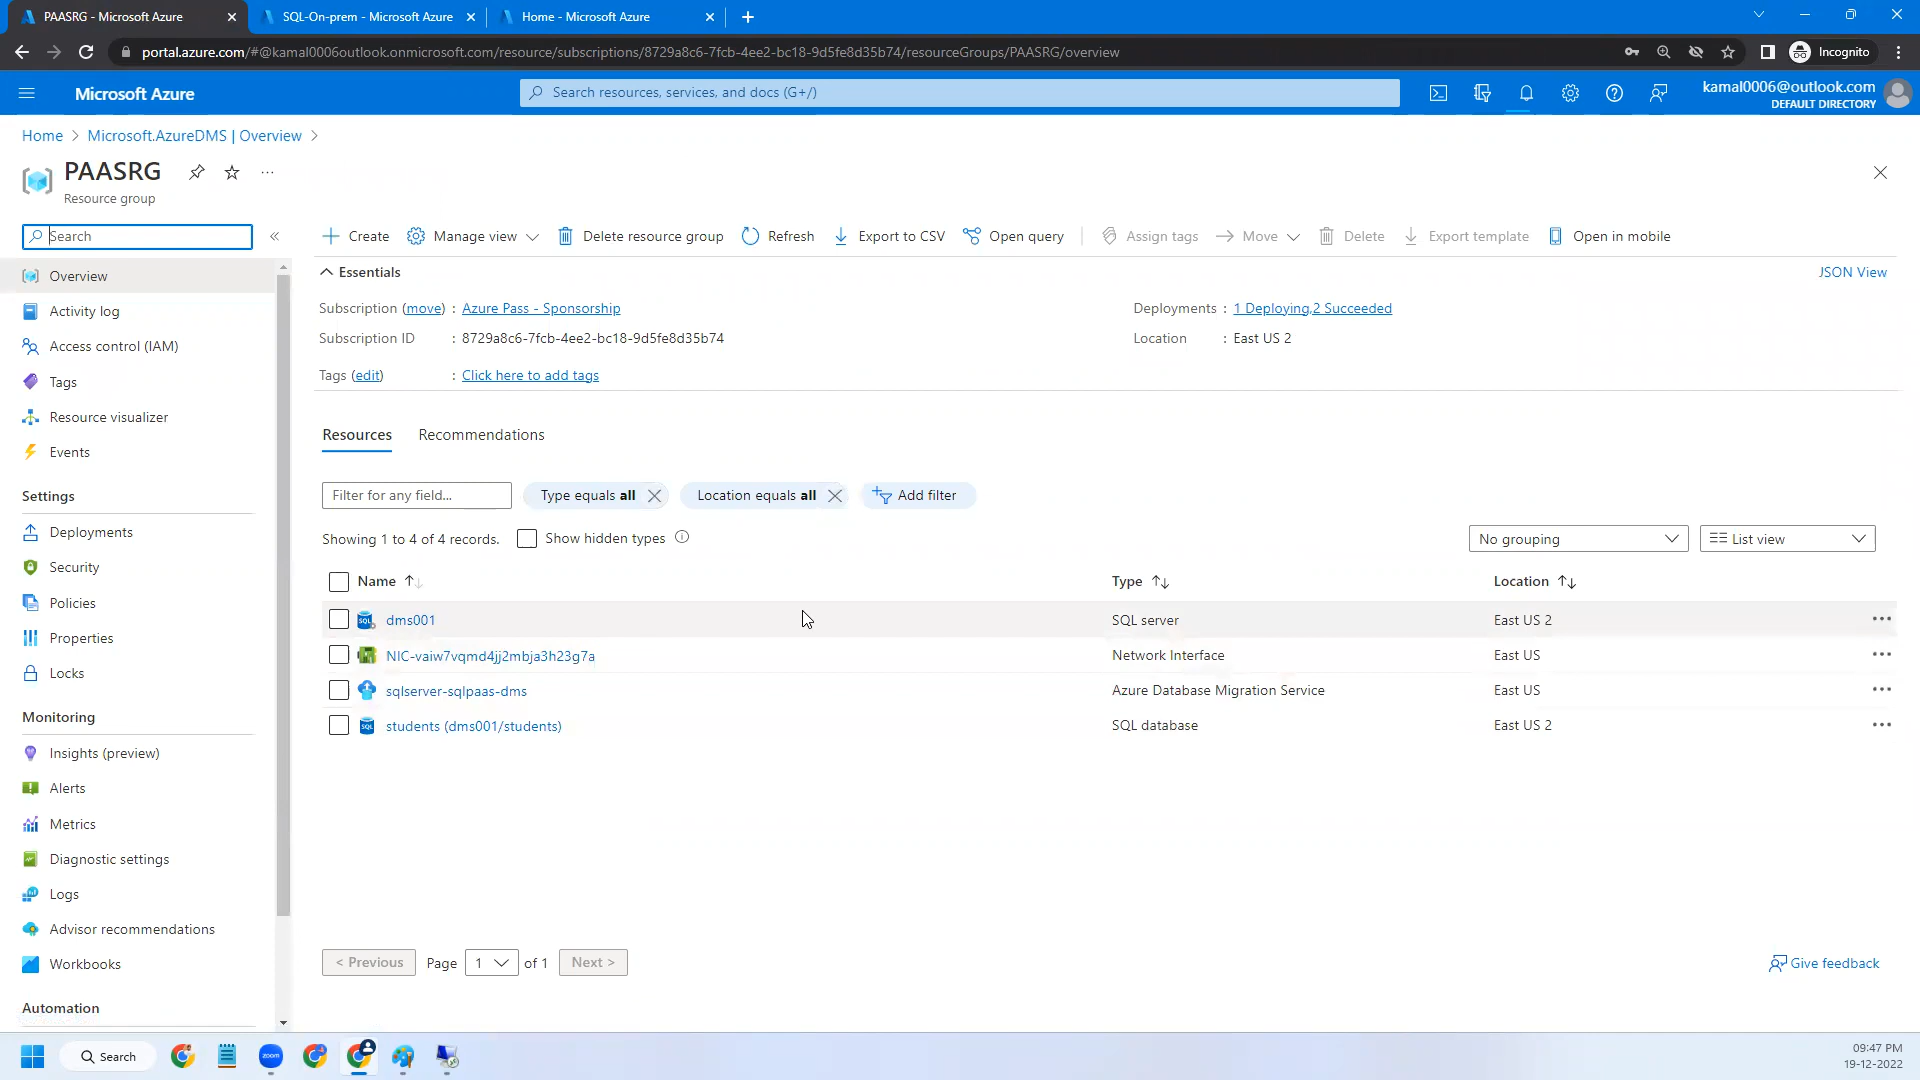 PAASRG - Microsoft Azure
SQL-On-prem - Microsoft Azure
Home - Microsoft Azure
portal.azure.com/#@kamal0006outlook.onmicrosoft.com/resource/subscriptions/8729a8c6-7fcb-4ee2-bc18-9d5fe8d35b74/resourceGroups/PAASRG/overview
Incognito
Microsoft Azure
Search resources, services, and docs (G+/)
kamal0006@outlook.com
DEFAULT DIRECTORY
Home > Microsoft.AzureDMS | Overview >
PAASRG
Resource group
Search
Create
Manage view
Delete resource group
Refresh
Export to CSV
Open query
Assign tags
Move
Delete
Export template
Open in mobile
Overview
Activity log
Access control (IAM)
Tags
Resource visualizer
Events
Settings
Deployments
Security
Policies
Properties
Locks
Monitoring
Insights (preview)
Alerts
Metrics
Diagnostic settings
Logs
Advisor recommendations
Workbooks
Automation
Essentials
JSON View
Subscription (move) : Azure Pass - Sponsorship
Deployments : 1 Deploying,2 Succeeded
Subscription ID : 8729a8c6-7fcb-4ee2-bc18-9d5fe8d35b74
Location : East US 2
Tags (edit) : Click here to add tags
Resources
Recommendations
Filter for any field...
Type equals all
Location equals all
Add filter
Showing 1 to 4 of 4 records.
Show hidden types
No grouping
List view
Name Type Location
dms001 SQL server East US 2
NIC-vaiw7vqmd4jj2mbja3h23g7a Network Interface East US
sqlserver-sqlpaas-dms Azure Database Migration Service East US
students (dms001/students) SQL database East US 2
< Previous Page 1 of 1 Next >
Give feedback
Search
zoom
09:47 PM
19-12-2022